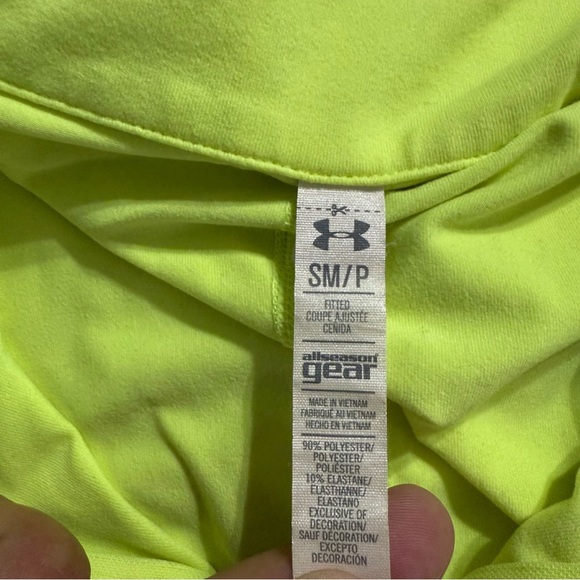 SM/P
FITTED
COUPE AJUSTÉE
CEÑIDA
allseason
gear
MADE IN VIETNAM
FABRIQUÉ AU VIETNAM
HECHO EN VIETNAM
90% POLYESTER/
POLYESTER/
POLIÉSTER
10% ELASTANE/
ELASTHANNE/
ELASTANO
EXCLUSIVE OF
DECORATION/
SAUF DÉCORATION/
EXCEPTO
DECORACIÓN